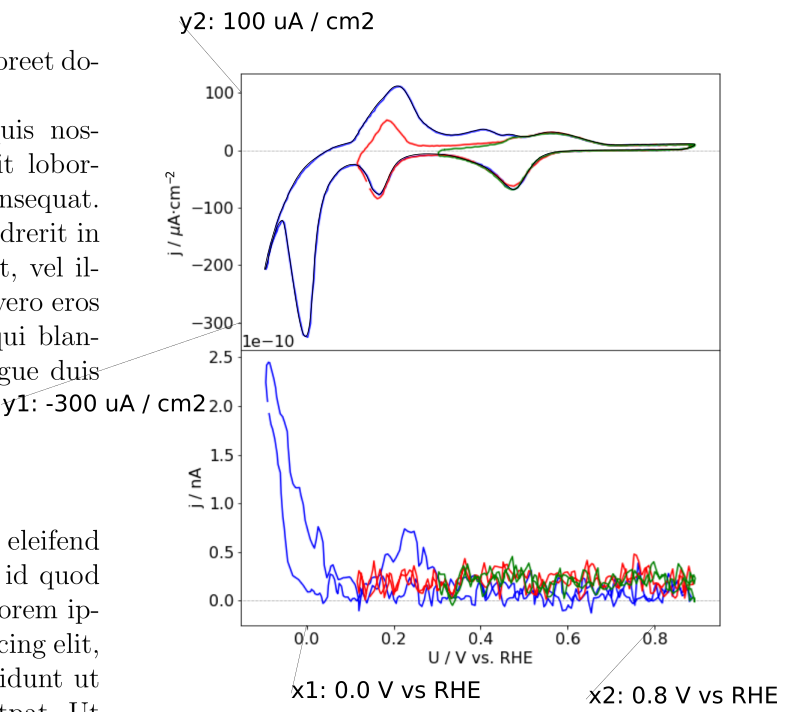 y2: 100 uA / cm2
oreet do-
uis nos-
it lobor-
nsequat.
drerit in
t, vel il-
vero eros
qui blan-
gue duis
y1: -300 uA / cm2
eleifend
id quod
orem ip-
cing elit,
idunt ut
tpat. Ut
100
0
−100
−200
−300
j / μA·cm⁻²
1e−10
2.5
2.0
1.5
1.0
0.5
0.0
j / nA
0.0 0.2 0.4 0.6 0.8
U / V vs. RHE
x1: 0.0 V vs RHE
x2: 0.8 V vs RHE